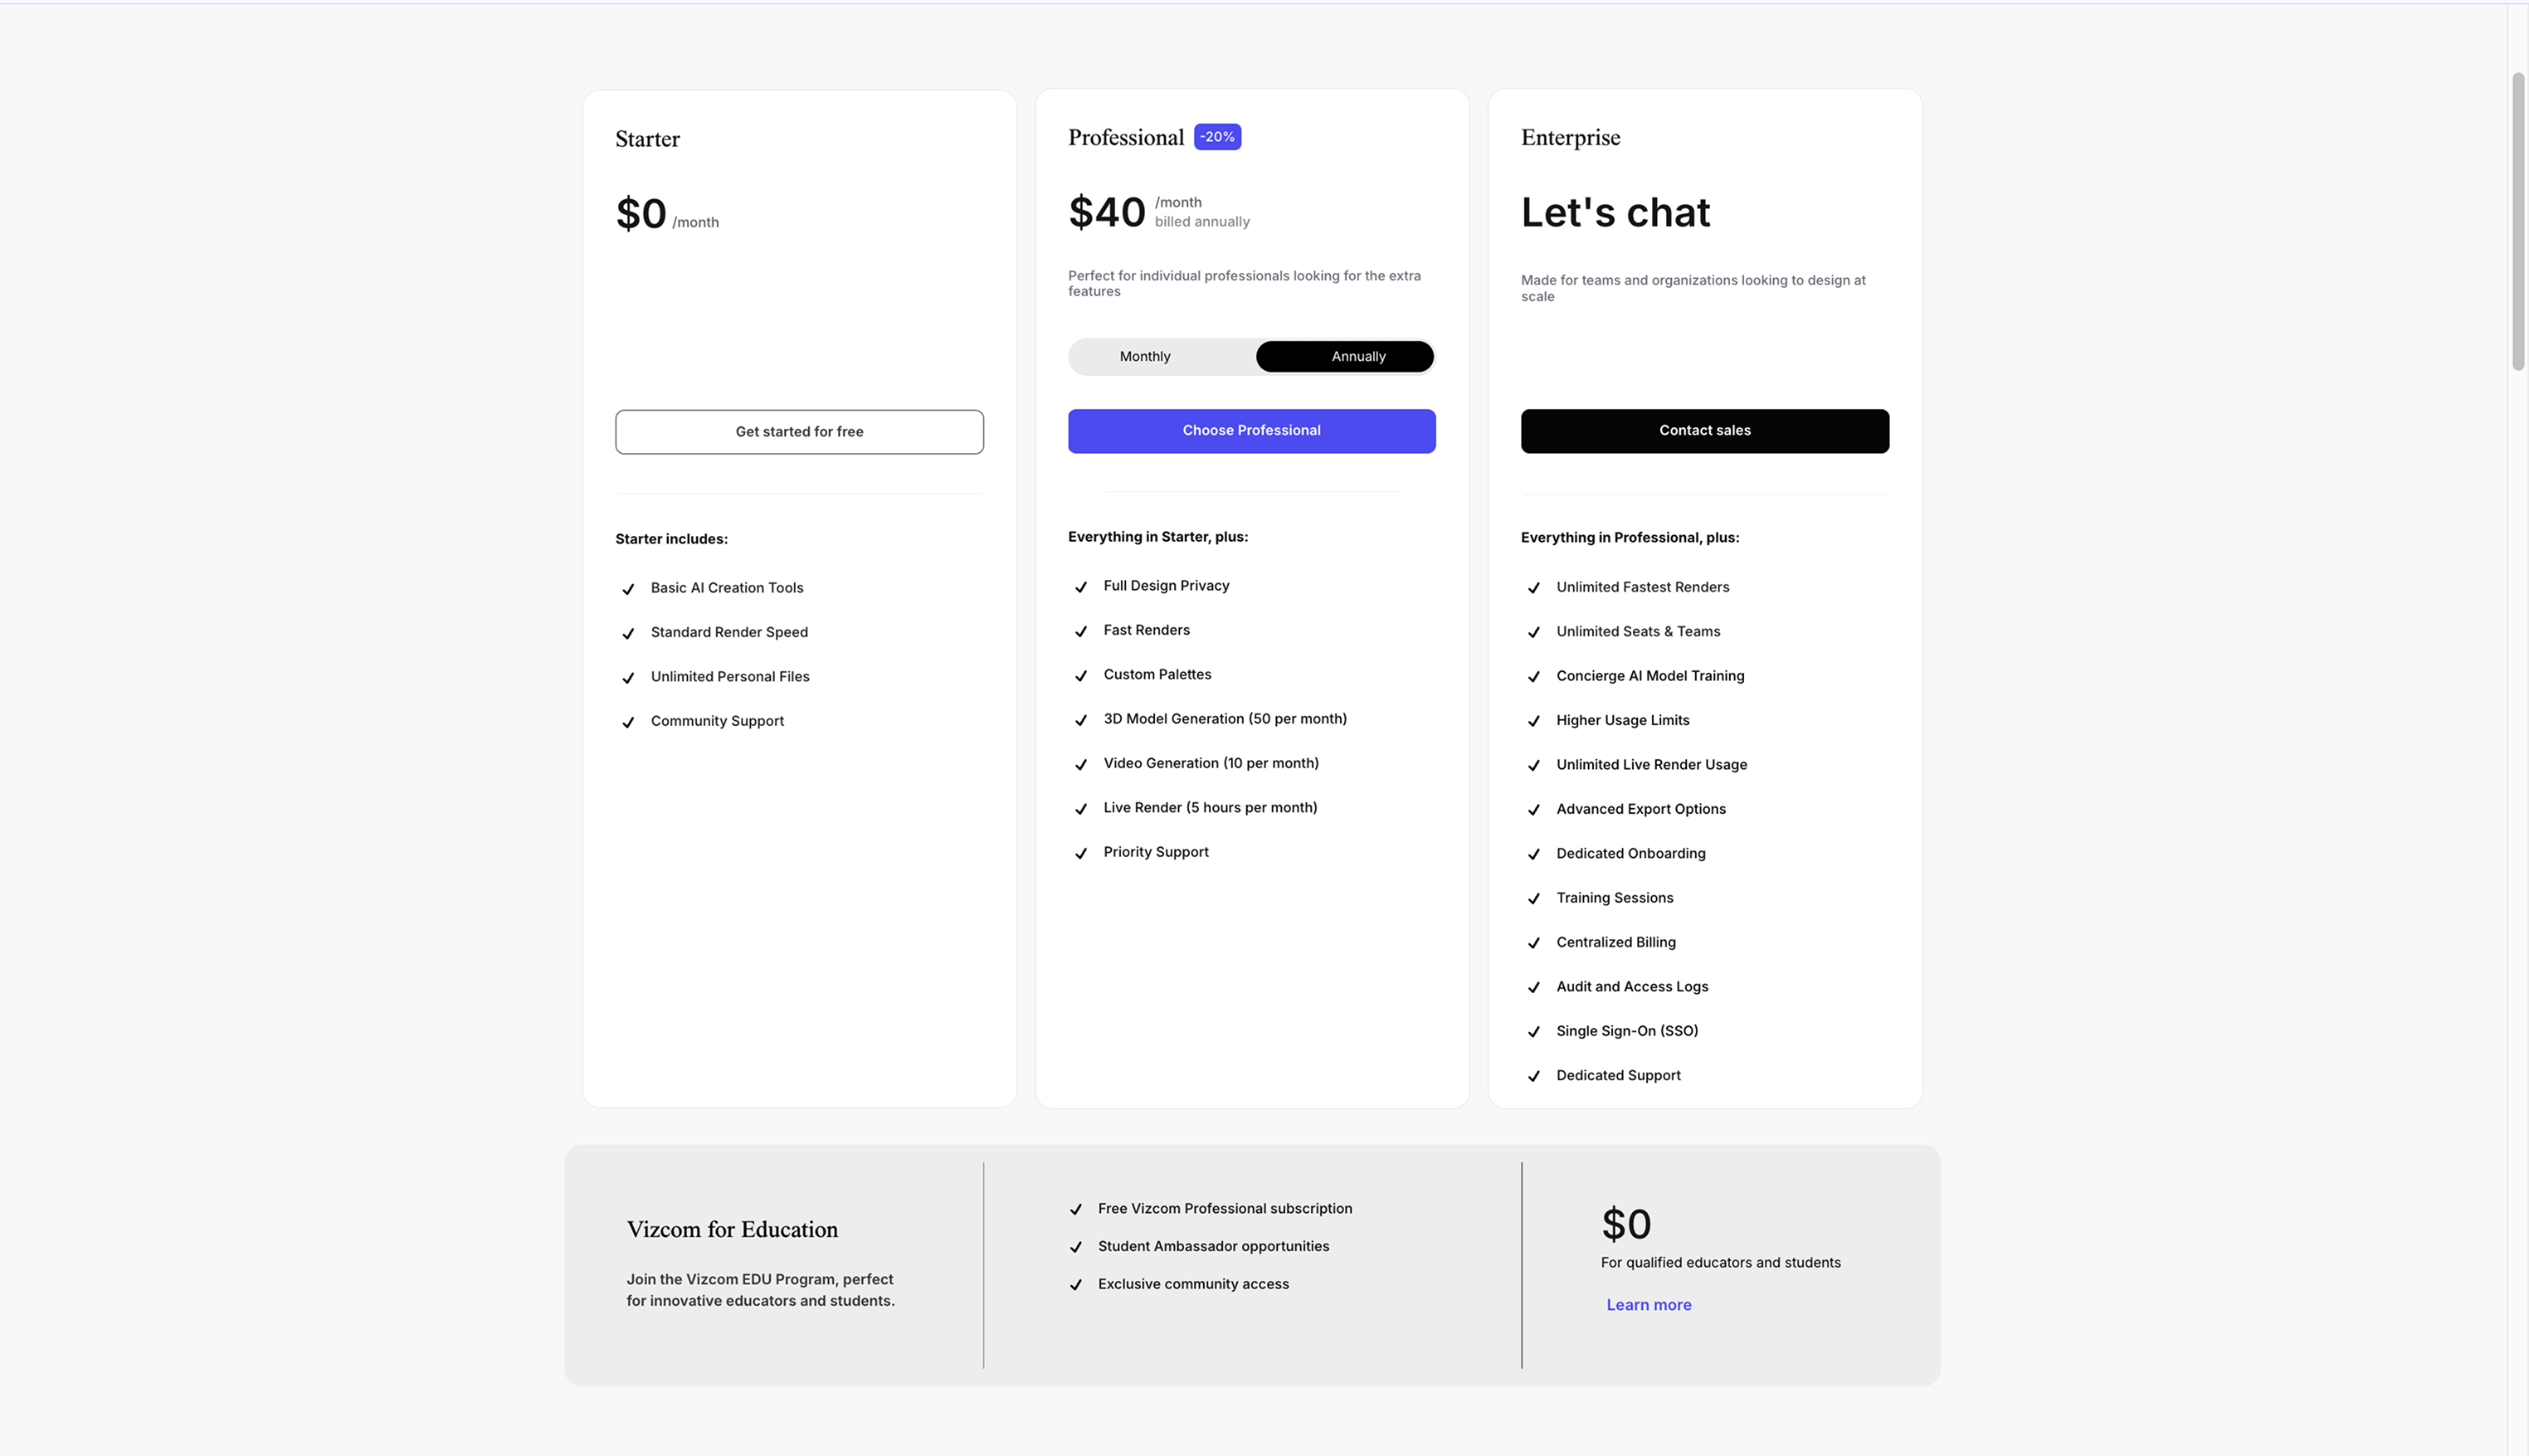 Starter
$0 /month
Get started for free
Starter includes:
Basic AI Creation Tools
Standard Render Speed
Unlimited Personal Files
Community Support
Professional -20%
$40 /month
billed annually
Perfect for individual professionals looking for the extra
features
Monthly Annually
Choose Professional
Everything in Starter, plus:
Full Design Privacy
Fast Renders
Custom Palettes
3D Model Generation (50 per month)
Video Generation (10 per month)
Live Render (5 hours per month)
Priority Support
Enterprise
Let's chat
Made for teams and organizations looking to design at
scale
Contact sales
Everything in Professional, plus:
Unlimited Fastest Renders
Unlimited Seats & Teams
Concierge AI Model Training
Higher Usage Limits
Unlimited Live Render Usage
Advanced Export Options
Dedicated Onboarding
Training Sessions
Centralized Billing
Audit and Access Logs
Single Sign-On (SSO)
Dedicated Support
Vizcom for Education
Join the Vizcom EDU Program, perfect
for innovative educators and students.
Free Vizcom Professional subscription
Student Ambassador opportunities
Exclusive community access
$0
For qualified educators and students
Learn more